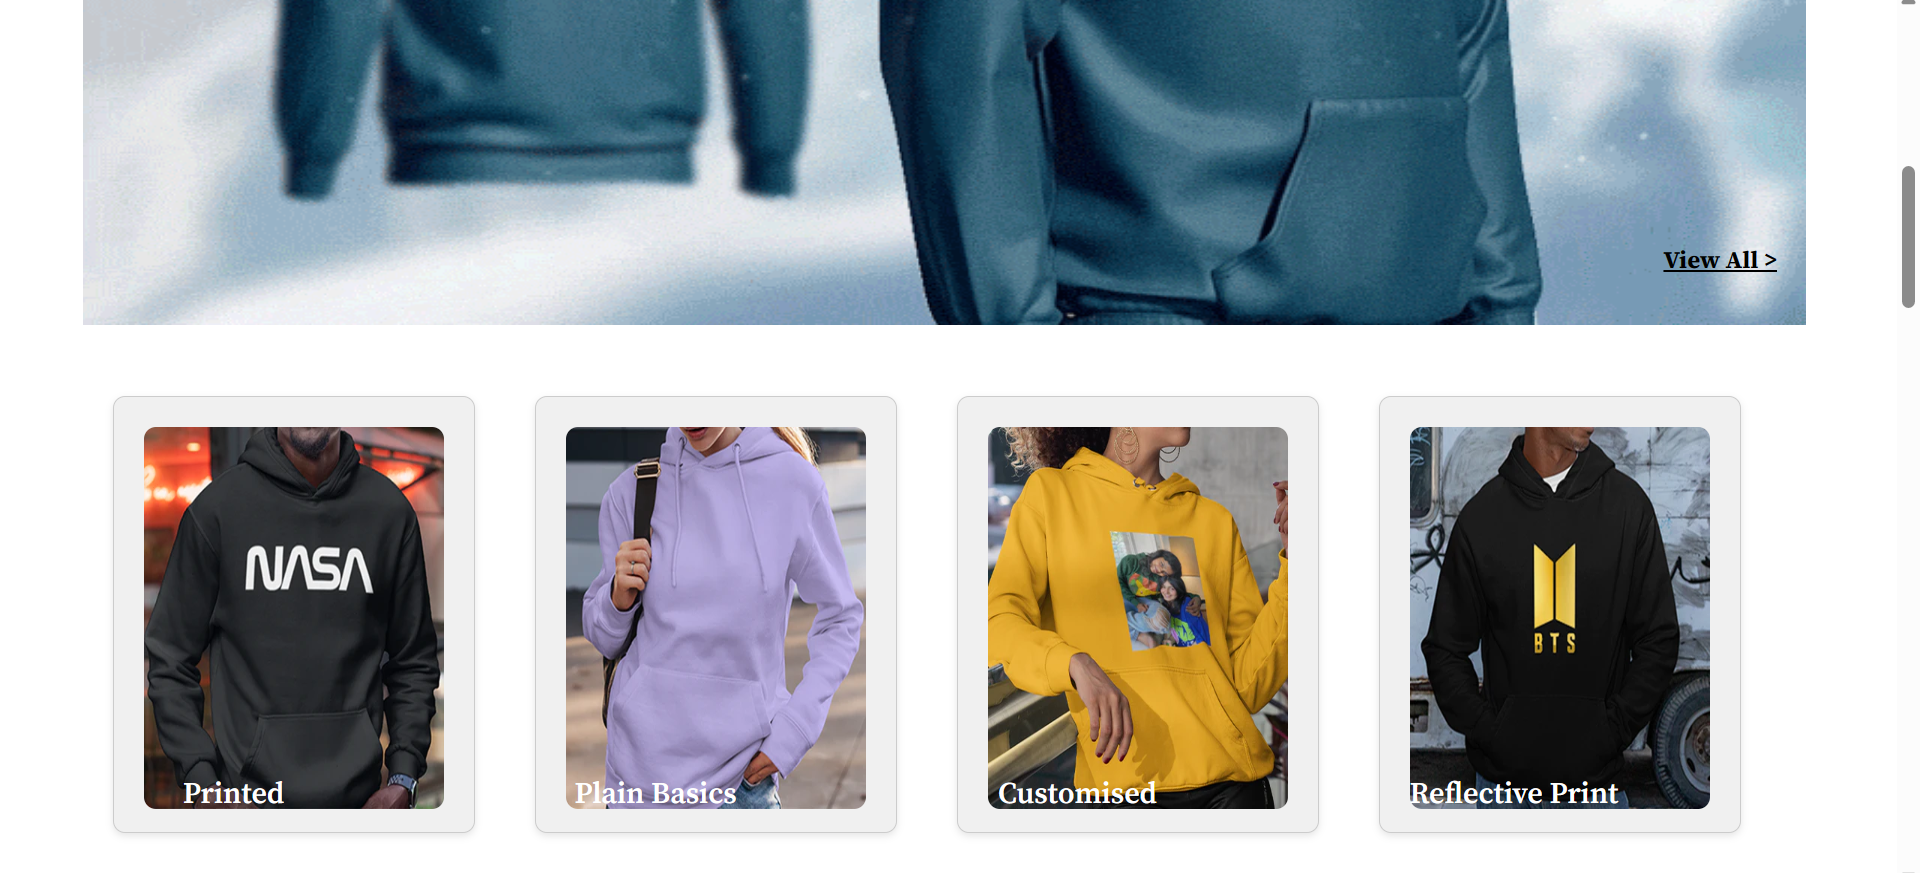 View All >
NASA
BTS
Printed
Plain Basics
Customised
Reflective Print